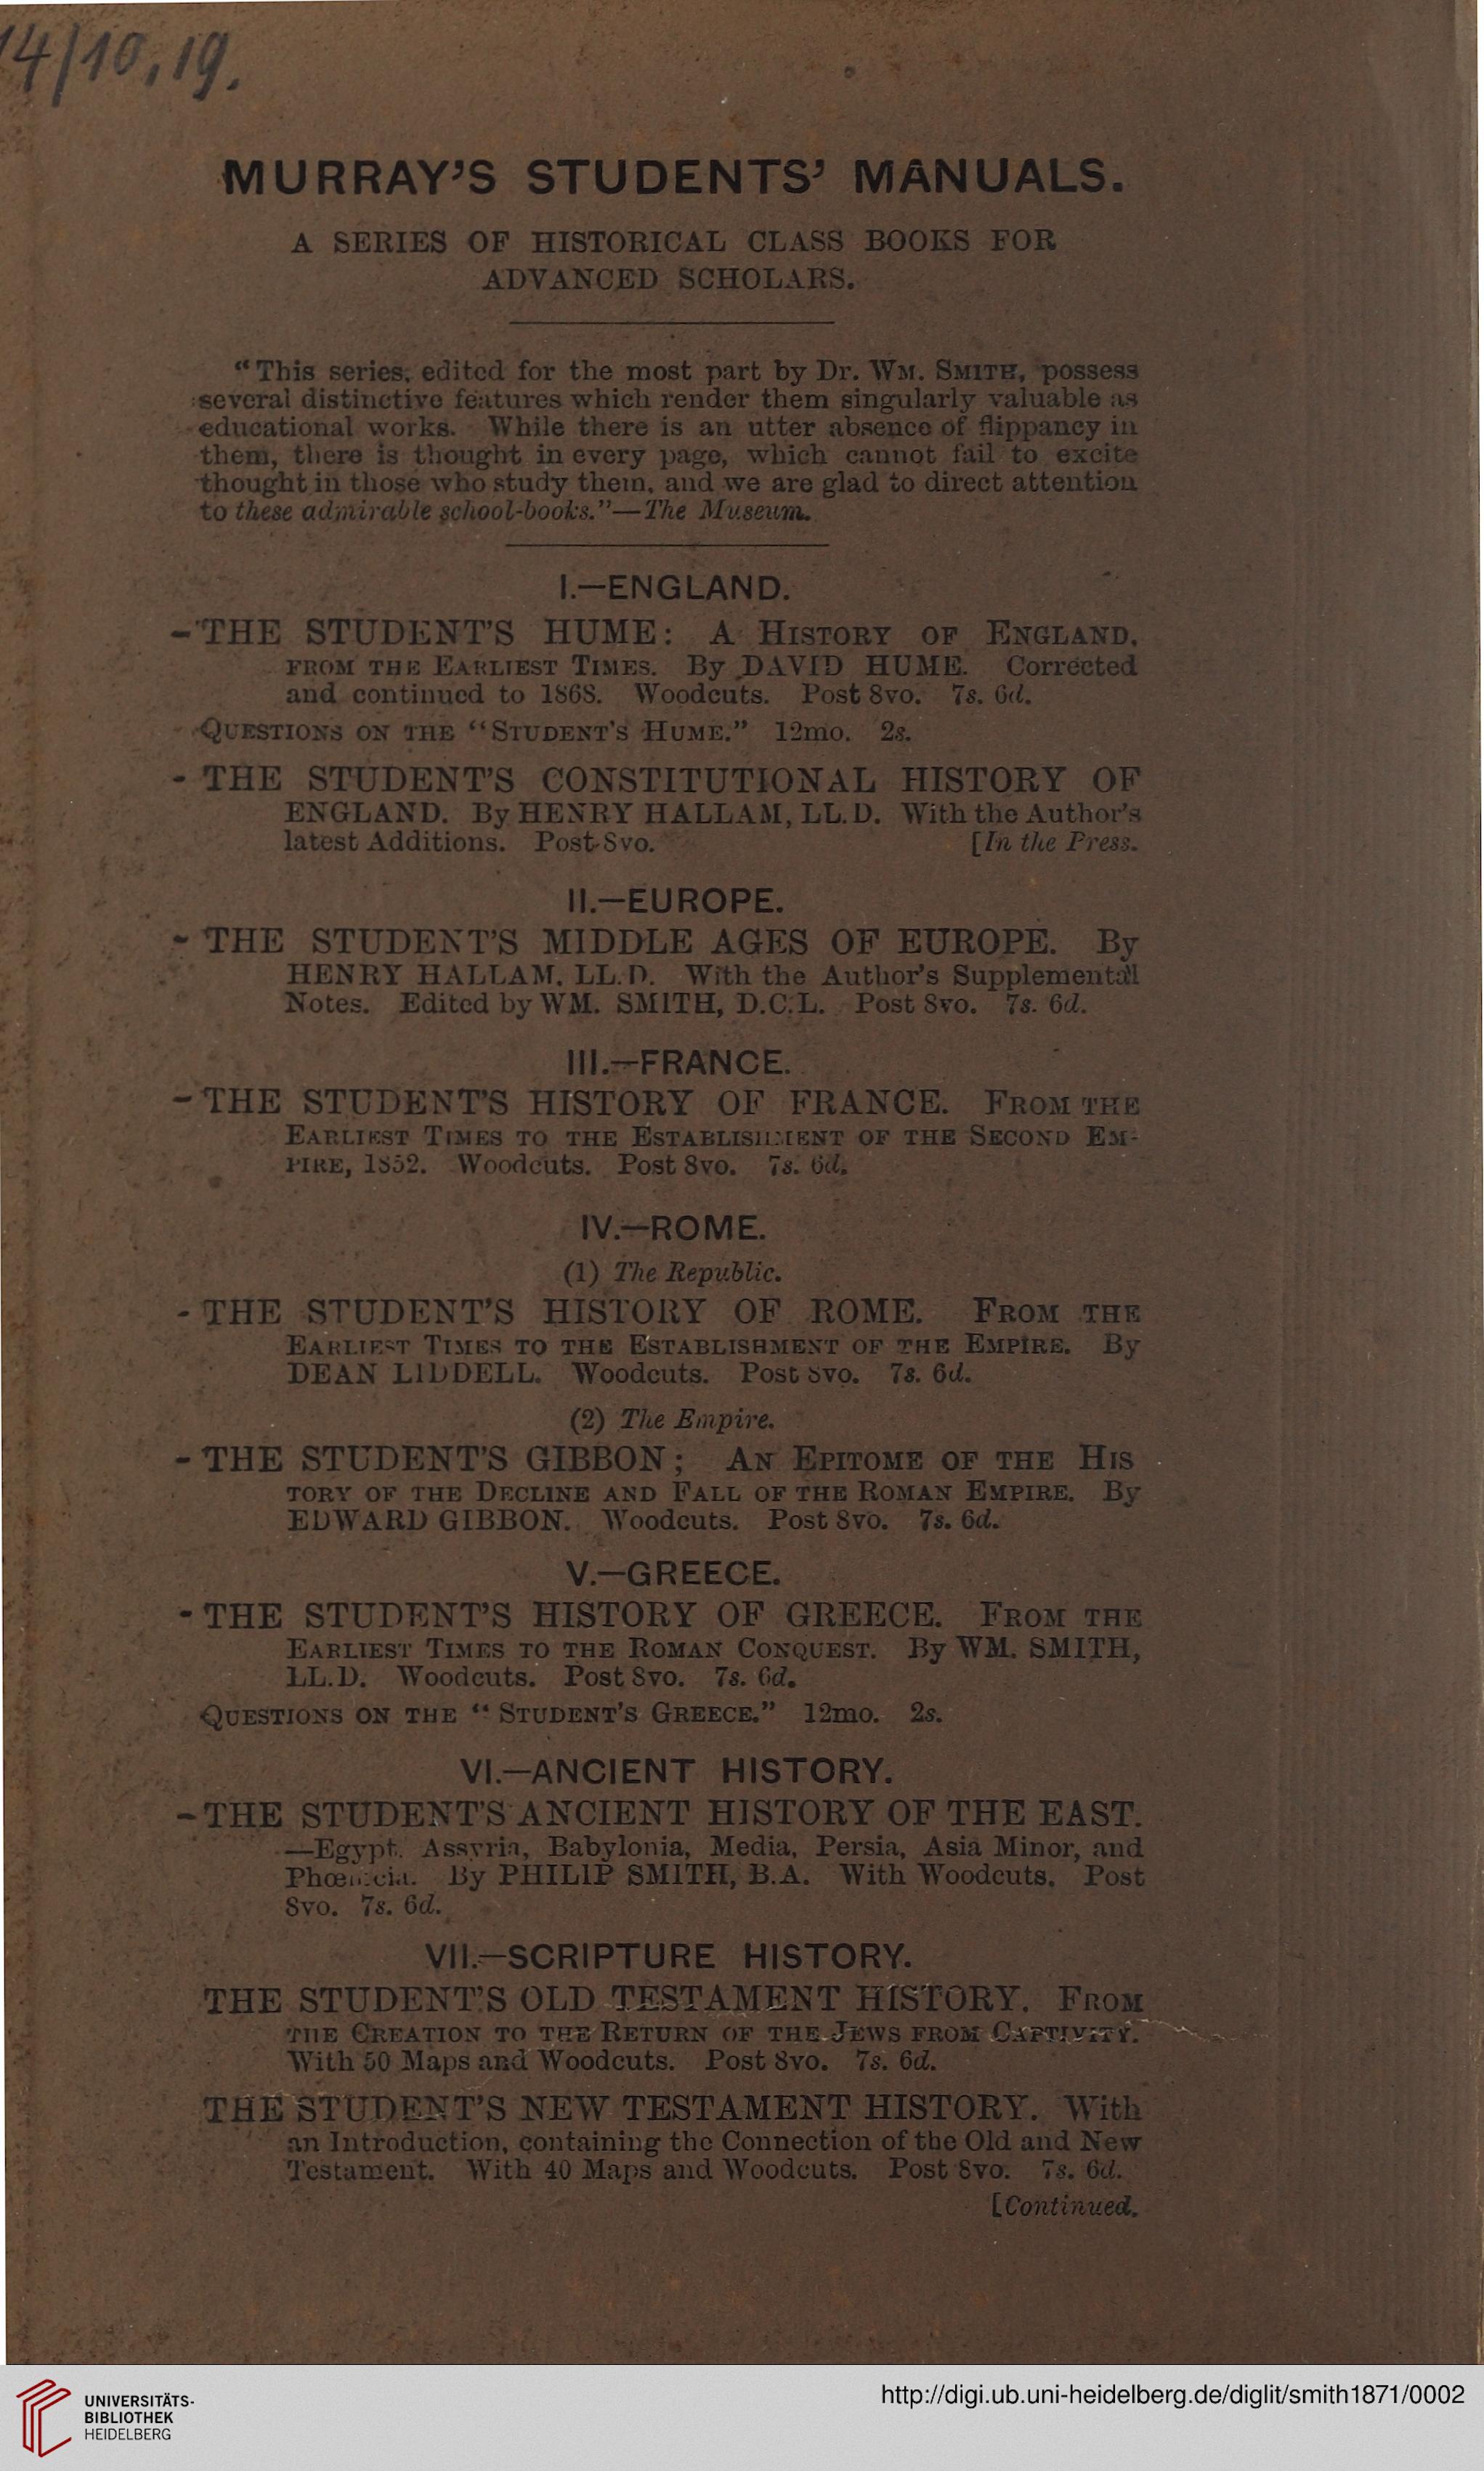 14/10, 19.
MURRAY'S STUDENTS' MANUALS.
A SERIES OF HISTORICAL CLASS BOOKS FOR
ADVANCED SCHOLARS.
“This series, edited for the most part by Dr. WM. SMITH, possess
several distinctive features which render them singularly valuable as
educational works. While there is an utter absence of flippancy in
them, there is thought in every page, which cannot fail to excite
thought in those who study them, and we are glad to direct attention
to these admirable school-books.”—The Museum.
I.—ENGLAND.
-THE STUDENT'S HUME: A HISTORY OF ENGLAND,
FROM THE EARLIEST TIMES. By DAVID HUME. Corrected
and continued to 1868. Woodcuts. Post 8vo. 7s. 6d.
QUESTIONS ON THE “STUDENT'S HUME.” 12mo. 2s.
- THE STUDENT'S CONSTITUTIONAL HISTORY OF
ENGLAND. By HENRY HALLAM, LL.D. With the Author's
latest Additions. Post 8vo. [In the Press.
II.—EUROPE.
- THE STUDENT'S MIDDLE AGES OF EUROPE. By
HENRY HALLAM, LL.D. With the Author's Supplemental
Notes. Edited by WM. SMITH, D.C.L. Post 8vo. 7s. 6d.
III.—FRANCE.
-THE STUDENT'S HISTORY OF FRANCE. FROM THE
EARLIEST TIMES TO THE ESTABLISHMENT OF THE SECOND EM-
PIRE, 1852. Woodcuts. Post 8vo. 7s. 6d.
IV.—ROME.
(1) The Republic.
- THE STUDENT'S HISTORY OF ROME. FROM THE
EARLIEST TIMES TO THE ESTABLISHMENT OF THE EMPIRE. By
DEAN LIDDELL. Woodcuts. Post 8vo. 7s. 6d.
(2) The Empire.
- THE STUDENT'S GIBBON; AN EPITOME OF THE HIS
TORY OF THE DECLINE AND FALL OF THE ROMAN EMPIRE. By
EDWARD GIBBON. Woodcuts. Post 8vo. 7s. 6d.
V.—GREECE.
- THE STUDENT'S HISTORY OF GREECE. FROM THE
EARLIEST TIMES TO THE ROMAN CONQUEST. By WM. SMITH,
LL.D. Woodcuts. Post 8vo. 7s. 6d.
QUESTIONS ON THE “STUDENT'S GREECE.” 12mo. 2s.
VI.—ANCIENT HISTORY.
-THE STUDENT'S ANCIENT HISTORY OF THE EAST.
—Egypt, Assyria, Babylonia, Media, Persia, Asia Minor, and
Phœnicia. By PHILIP SMITH, B.A. With Woodcuts. Post
8vo. 7s. 6d.
VII.—SCRIPTURE HISTORY.
THE STUDENT'S OLD TESTAMENT HISTORY. FROM
THE CREATION TO THE RETURN OF THE JEWS FROM CAPTIVITY.
With 50 Maps and Woodcuts. Post 8vo. 7s. 6d.
THE STUDENT'S NEW TESTAMENT HISTORY. With
an Introduction, containing the Connection of the Old and New
Testament. With 40 Maps and Woodcuts. Post 8vo. 7s. 6d.
[Continued.
UNIVERSITÄTS-
BIBLIOTHEK
HEIDELBERG
http://digi.ub.uni-heidelberg.de/diglit/smith1871/0002